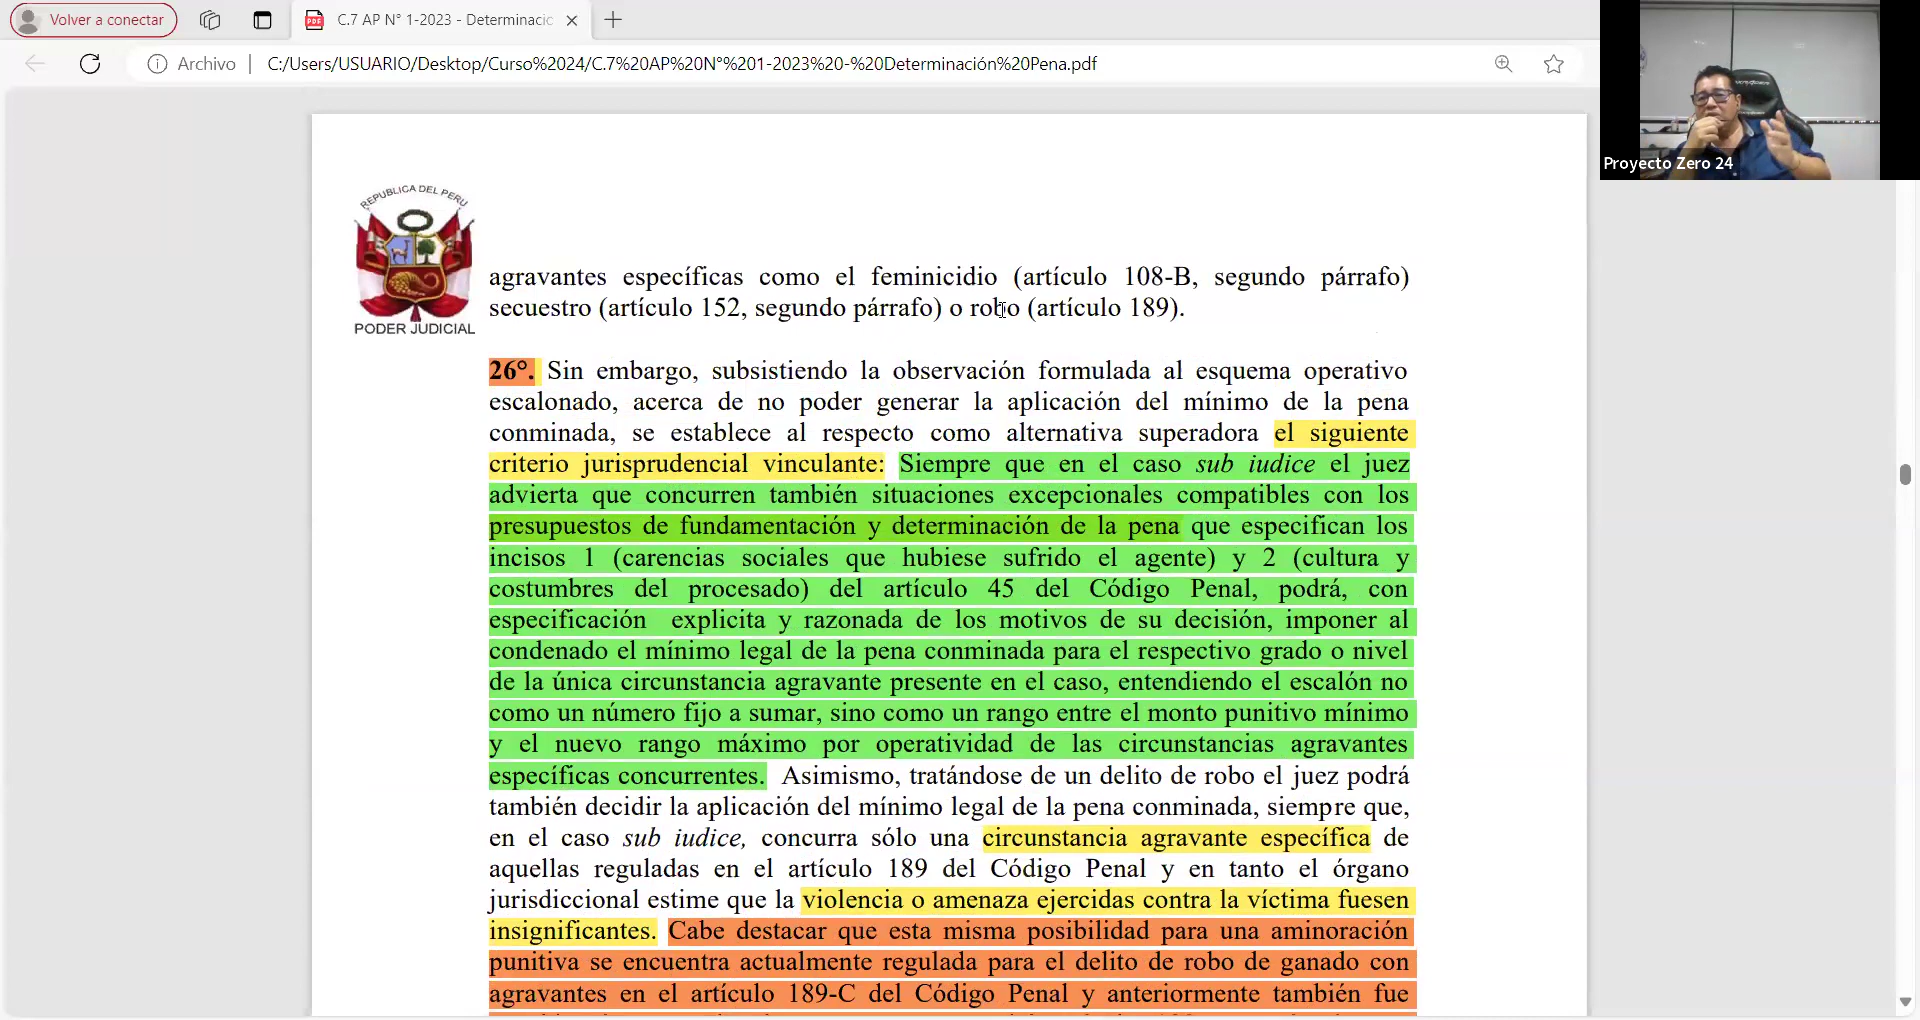 Volver a conectar
C.7 AP N° 1-2023 - Determinació
Archivo
C:/Users/USUARIO/Desktop/Curso%2024/C.7%20AP%20N°%201-2023%20-%20Determinación%20Pena.pdf
Proyecto Zero 24
REPUBLICA DEL PERU
PODER JUDICIAL
agravantes específicas como el feminicidio (artículo 108-B, segundo párrafo)
secuestro (artículo 152, segundo párrafo) o robo (artículo 189).
26°. Sin embargo, subsistiendo la observación formulada al esquema operativo
escalonado, acerca de no poder generar la aplicación del mínimo de la pena
conminada, se establece al respecto como alternativa superadora el siguiente
criterio jurisprudencial vinculante: Siempre que en el caso sub iudice el juez
advierta que concurren también situaciones excepcionales compatibles con los
presupuestos de fundamentación y determinación de la pena que especifican los
incisos 1 (carencias sociales que hubiese sufrido el agente) y 2 (cultura y
costumbres del procesado) del artículo 45 del Código Penal, podrá, con
especificación explicita y razonada de los motivos de su decisión, imponer al
condenado el mínimo legal de la pena conminada para el respectivo grado o nivel
de la única circunstancia agravante presente en el caso, entendiendo el escalón no
como un número fijo a sumar, sino como un rango entre el monto punitivo mínimo
y el nuevo rango máximo por operatividad de las circunstancias agravantes
específicas concurrentes. Asimismo, tratándose de un delito de robo el juez podrá
también decidir la aplicación del mínimo legal de la pena conminada, siempre que,
en el caso sub iudice, concurra sólo una circunstancia agravante específica de
aquellas reguladas en el artículo 189 del Código Penal y en tanto el órgano
jurisdiccional estime que la violencia o amenaza ejercidas contra la víctima fuesen
insignificantes. Cabe destacar que esta misma posibilidad para una aminoración
punitiva se encuentra actualmente regulada para el delito de robo de ganado con
agravantes en el artículo 189-C del Código Penal y anteriormente también fue